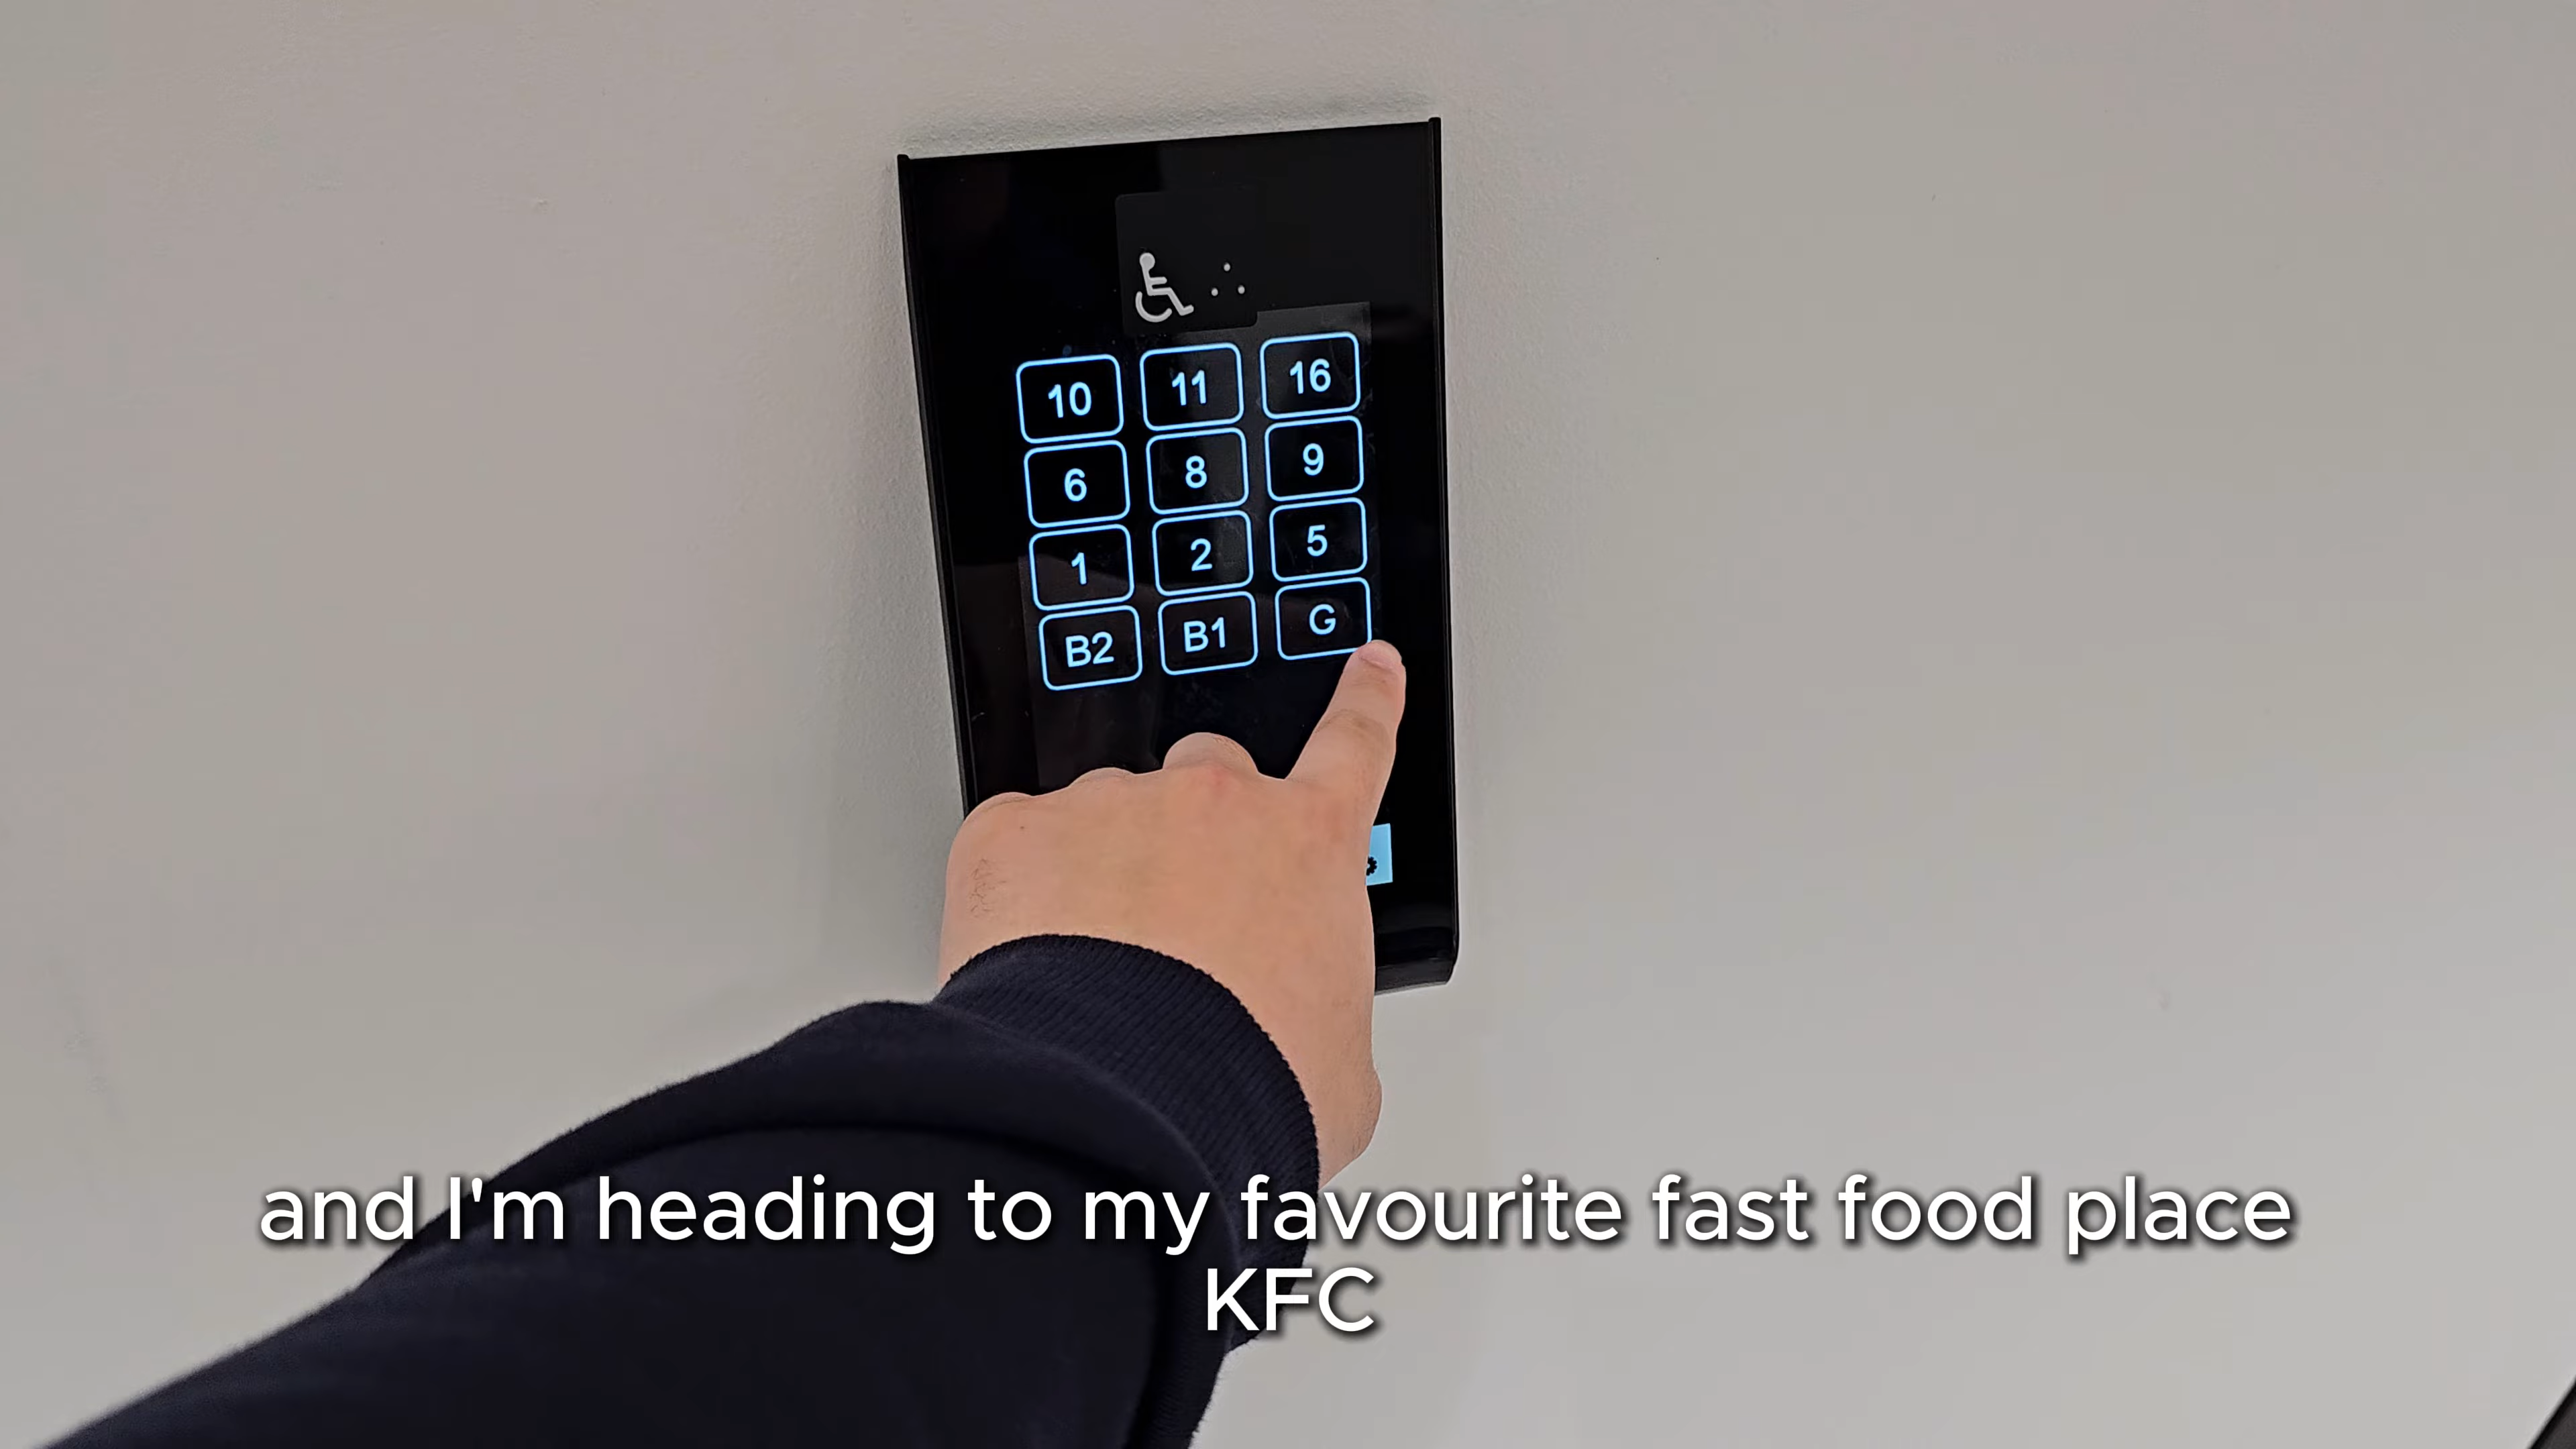 10 11 16
6 8 9
1 2 5
B2 B1 G
and I'm heading to my favourite fast food place
KFC